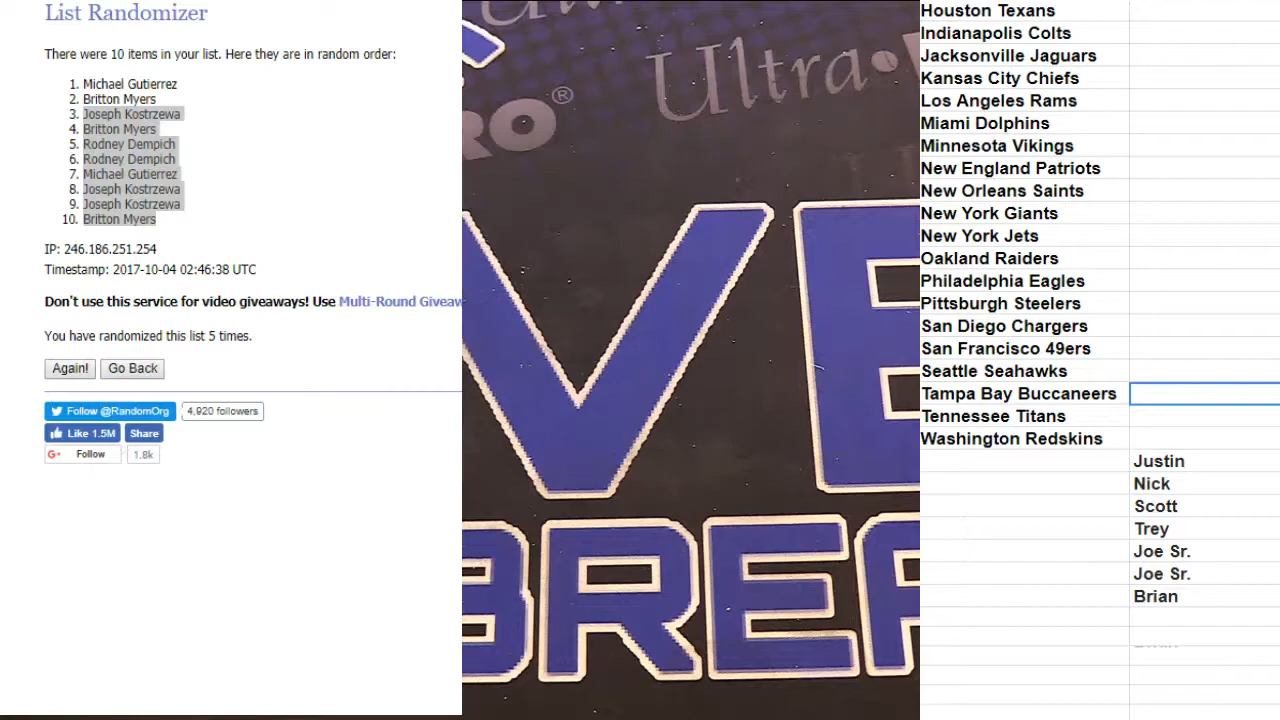 List Randomizer
There were 10 items in your list. Here they are in random order:
1. Michael Gutierrez
2. Britton Myers
3. Joseph Kostrzewa
4. Britton Myers
5. Rodney Dempich
6. Rodney Dempich
7. Michael Gutierrez
8. Joseph Kostrzewa
9. Joseph Kostrzewa
10. Britton Myers
IP: 246.186.251.254
Timestamp: 2017-10-04 02:46:38 UTC
Don't use this service for video giveaways! Use Multi-Round Giveaw
You have randomized this list 5 times.
Again! Go Back
Follow @RandomOrg 4,920 followers
Like 1.5M Share
G+ Follow 1.8k
Ultra
RO®
VE
BREA
Houston Texans
Indianapolis Colts
Jacksonville Jaguars
Kansas City Chiefs
Los Angeles Rams
Miami Dolphins
Minnesota Vikings
New England Patriots
New Orleans Saints
New York Giants
New York Jets
Oakland Raiders
Philadelphia Eagles
Pittsburgh Steelers
San Diego Chargers
San Francisco 49ers
Seattle Seahawks
Tampa Bay Buccaneers
Tennessee Titans
Washington Redskins
Justin
Nick
Scott
Trey
Joe Sr.
Joe Sr.
Brian